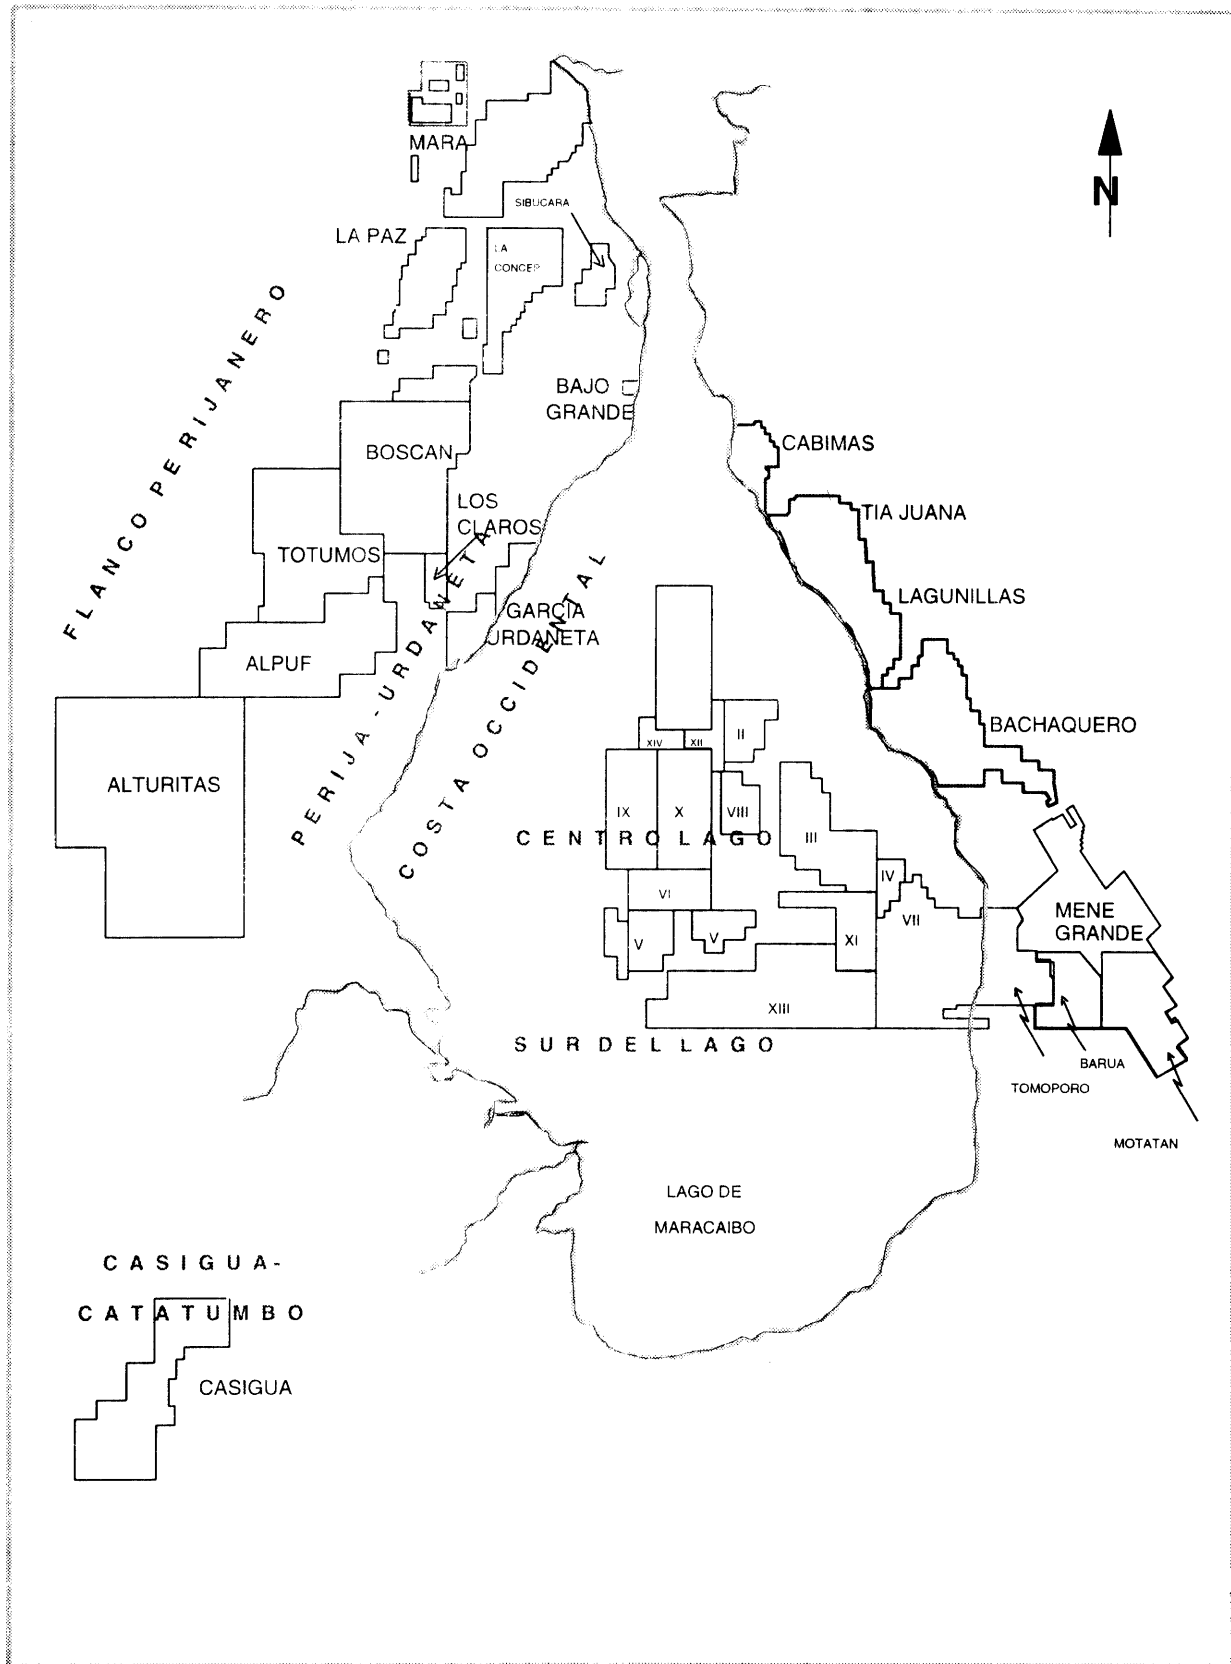 MARA
N
SIBUCARA
LA PAZ
LA
CONCEP
FLANCO PERIJANERO
BAJO
GRANDE
CABIMAS
BOSCAN
LOS
CLAROS
TIA JUANA
TOTUMOS
LAGUNILLAS
GARCIA
URDANETA
ALPUF
PERIJA-URDANETA
COSTA OCCIDENTAL
BACHAQUERO
XIV
XII
II
ALTURITAS
IX
X
VIII
III
CENTRO LAGO
IV
VI
VII
MENE
GRANDE
V
V
XI
XIII
SUR DEL LAGO
BARUA
TOMOPORO
MOTATAN
LAGO DE
MARACAIBO
CASIGUA-
CATATUMBO
CASIGUA